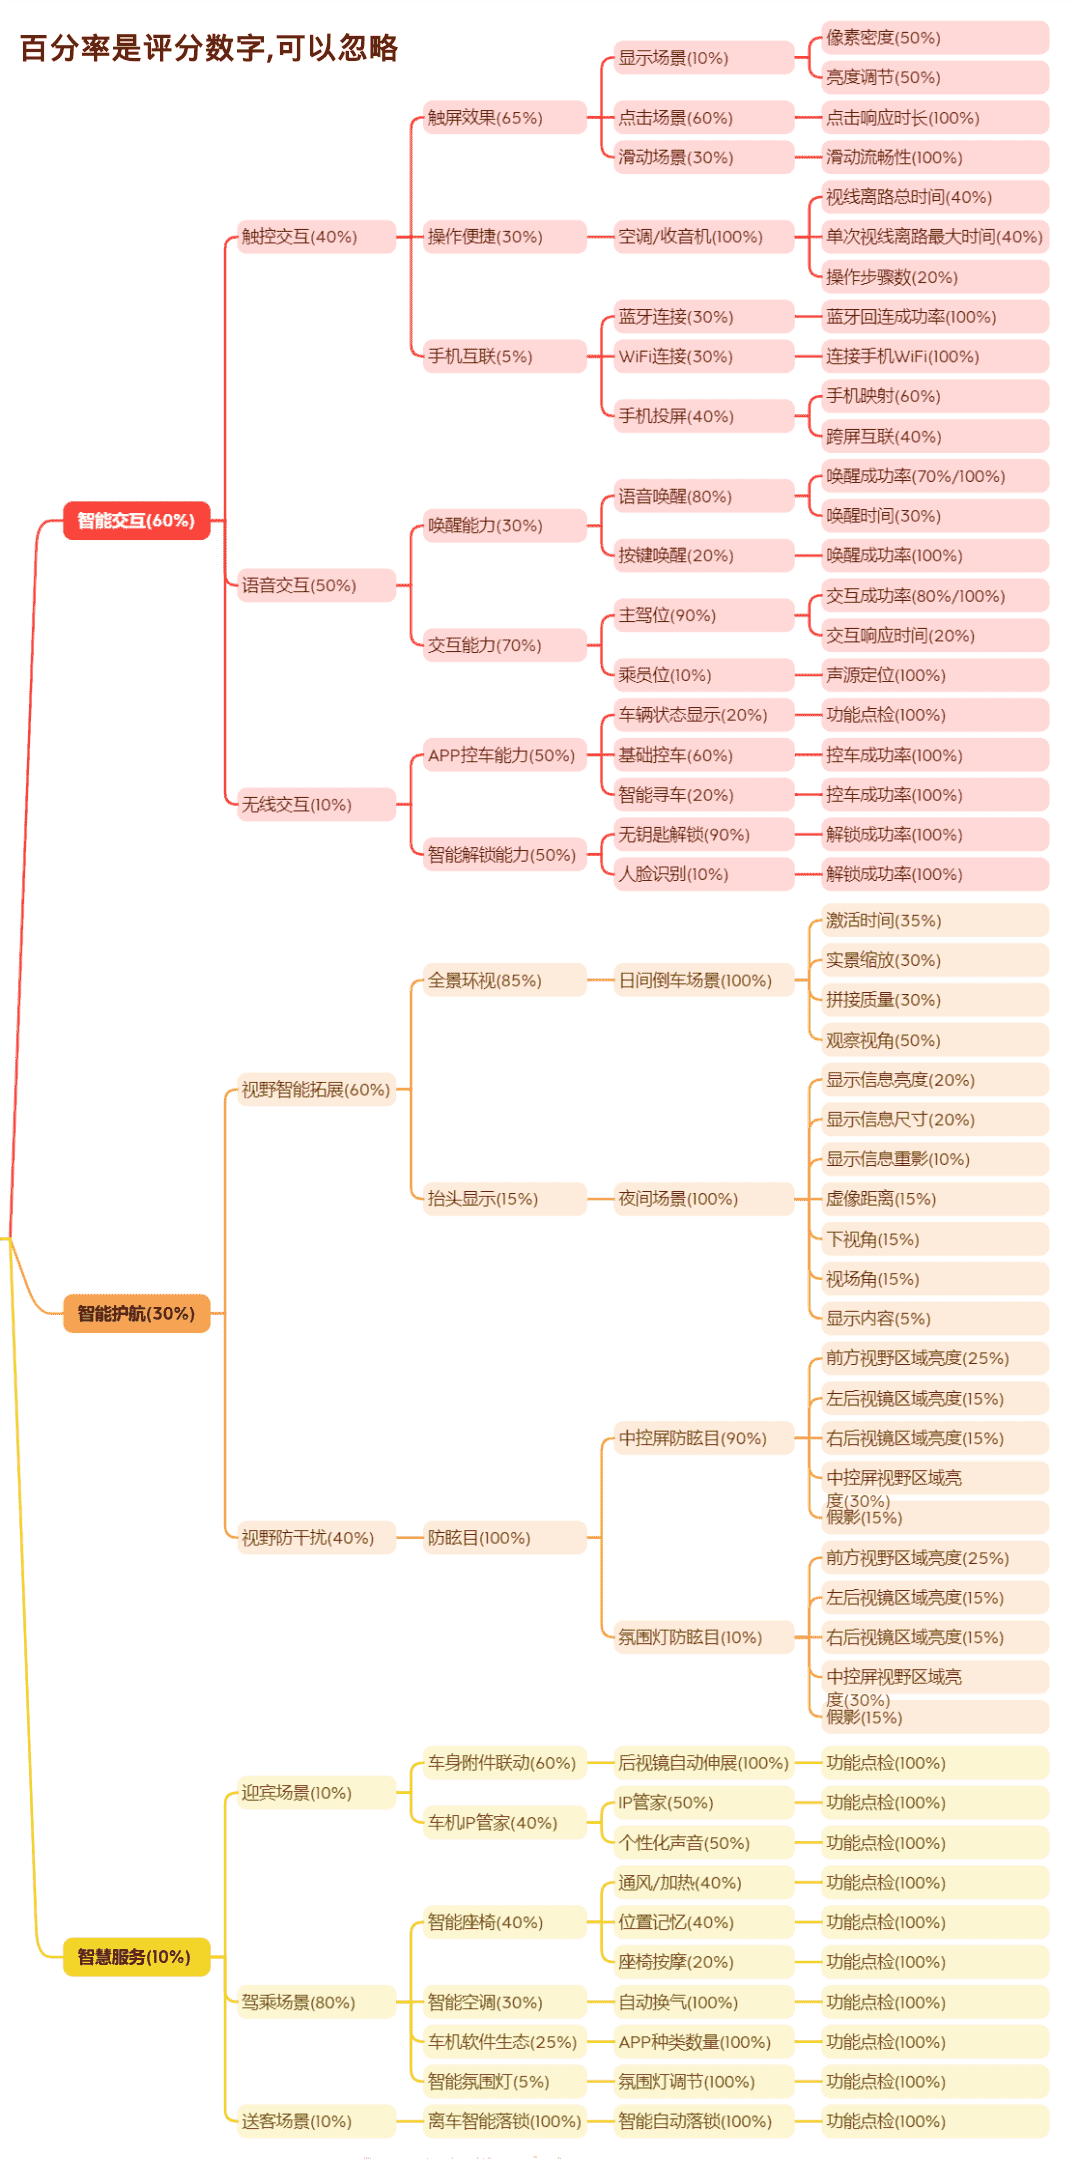 百分率是评分数字,可以忽略
智能交互(60%)
触控交互(40%)
触屏效果(65%)
显示场景(10%)
像素密度(50%)
亮度调节(50%)
点击场景(60%)
点击响应时长(100%)
滑动场景(30%)
滑动流畅性(100%)
操作便捷(30%)
空调/收音机(100%)
视线离路总时间(40%)
单次视线离路最大时间(40%)
操作步骤数(20%)
手机互联(5%)
蓝牙连接(30%)
蓝牙回连成功率(100%)
WiFi连接(30%)
连接手机WiFi(100%)
手机投屏(40%)
手机映射(60%)
跨屏互联(40%)
语音交互(50%)
唤醒能力(30%)
语音唤醒(80%)
唤醒成功率(70%/100%)
唤醒时间(30%)
按键唤醒(20%)
唤醒成功率(100%)
交互能力(70%)
主驾位(90%)
交互成功率(80%/100%)
交互响应时间(20%)
乘员位(10%)
声源定位(100%)
无线交互(10%)
APP控车能力(50%)
车辆状态显示(20%)
功能点检(100%)
基础控车(60%)
控车成功率(100%)
智能寻车(20%)
控车成功率(100%)
智能解锁能力(50%)
无钥匙解锁(90%)
解锁成功率(100%)
人脸识别(10%)
解锁成功率(100%)
智能护航(30%)
视野智能拓展(60%)
全景环视(85%)
日间倒车场景(100%)
激活时间(35%)
实景缩放(30%)
拼接质量(30%)
观察视角(50%)
抬头显示(15%)
夜间场景(100%)
显示信息亮度(20%)
显示信息尺寸(20%)
显示信息重影(10%)
虚像距离(15%)
下视角(15%)
视场角(15%)
显示内容(5%)
视野防干扰(40%)
防眩目(100%)
中控屏防眩目(90%)
前方视野区域亮度(25%)
左后视镜区域亮度(15%)
右后视镜区域亮度(15%)
中控屏视野区域亮
度(30%)
假影(15%)
氛围灯防眩目(10%)
前方视野区域亮度(25%)
左后视镜区域亮度(15%)
右后视镜区域亮度(15%)
中控屏视野区域亮
度(30%)
假影(15%)
智慧服务(10%)
迎宾场景(10%)
车身附件联动(60%)
后视镜自动伸展(100%)
功能点检(100%)
车机IP管家(40%)
IP管家(50%)
功能点检(100%)
个性化声音(50%)
功能点检(100%)
驾乘场景(80%)
智能座椅(40%)
通风/加热(40%)
功能点检(100%)
位置记忆(40%)
功能点检(100%)
座椅按摩(20%)
功能点检(100%)
智能空调(30%)
自动换气(100%)
功能点检(100%)
车机软件生态(25%)
APP种类数量(100%)
功能点检(100%)
智能氛围灯(5%)
氛围灯调节(100%)
功能点检(100%)
送客场景(10%)
离车智能落锁(100%)
智能自动落锁(100%)
功能点检(100%)